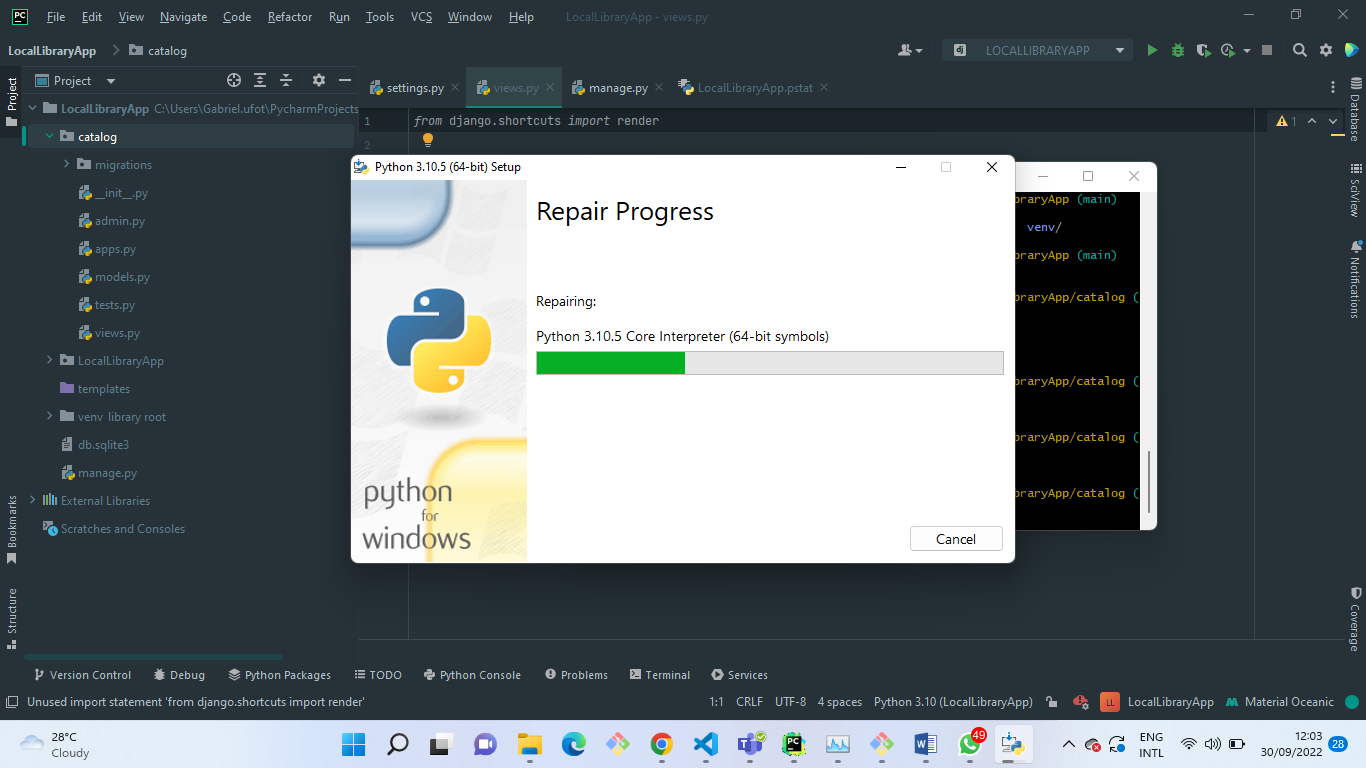 File Edit View Navigate Code Refactor Run Tools VCS Window Help LocalLibraryApp - views.py
LocalLibraryApp catalog LOCALLIBRARYAPP
Project
settings.py views.py manage.py LocalLibraryApp.pstat
LocalLibraryApp C:\Users\Gabriel.ufot\PycharmProjects
catalog
migrations
__init__.py
admin.py
apps.py
models.py
tests.py
views.py
LocalLibraryApp
templates
venv library root
db.sqlite3
manage.py
External Libraries
Scratches and Consoles
1 from django.shortcuts import render
2
1
Python 3.10.5 (64-bit) Setup
Repair Progress
Repairing:
Python 3.10.5 Core Interpreter (64-bit symbols)
Cancel
python
for
windows
braryApp (main)
venv/
braryApp (main)
braryApp/catalog (
braryApp/catalog (
braryApp/catalog (
braryApp/catalog (
Project
Bookmarks
Structure
Database
SciView
Notifications
Coverage
Version Control Debug Python Packages TODO Python Console Problems Terminal Services
Unused import statement 'from django.shortcuts import render' 1:1 CRLF UTF-8 4 spaces Python 3.10 (LocalLibraryApp) LL LocalLibraryApp Material Oceanic
28°C
Cloudy
49
ENG
INTL
12:03
30/09/2022
28